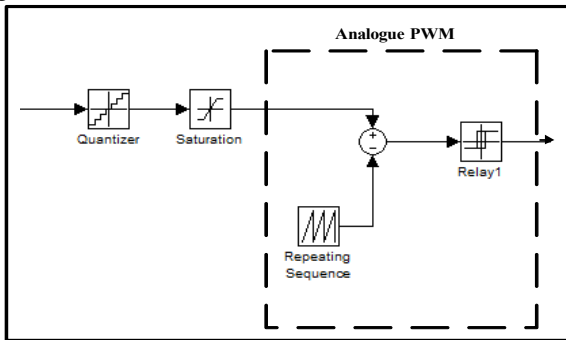 Analogue PWM
Quantizer
Saturation
+
−
Relay1
Repeating
Sequence